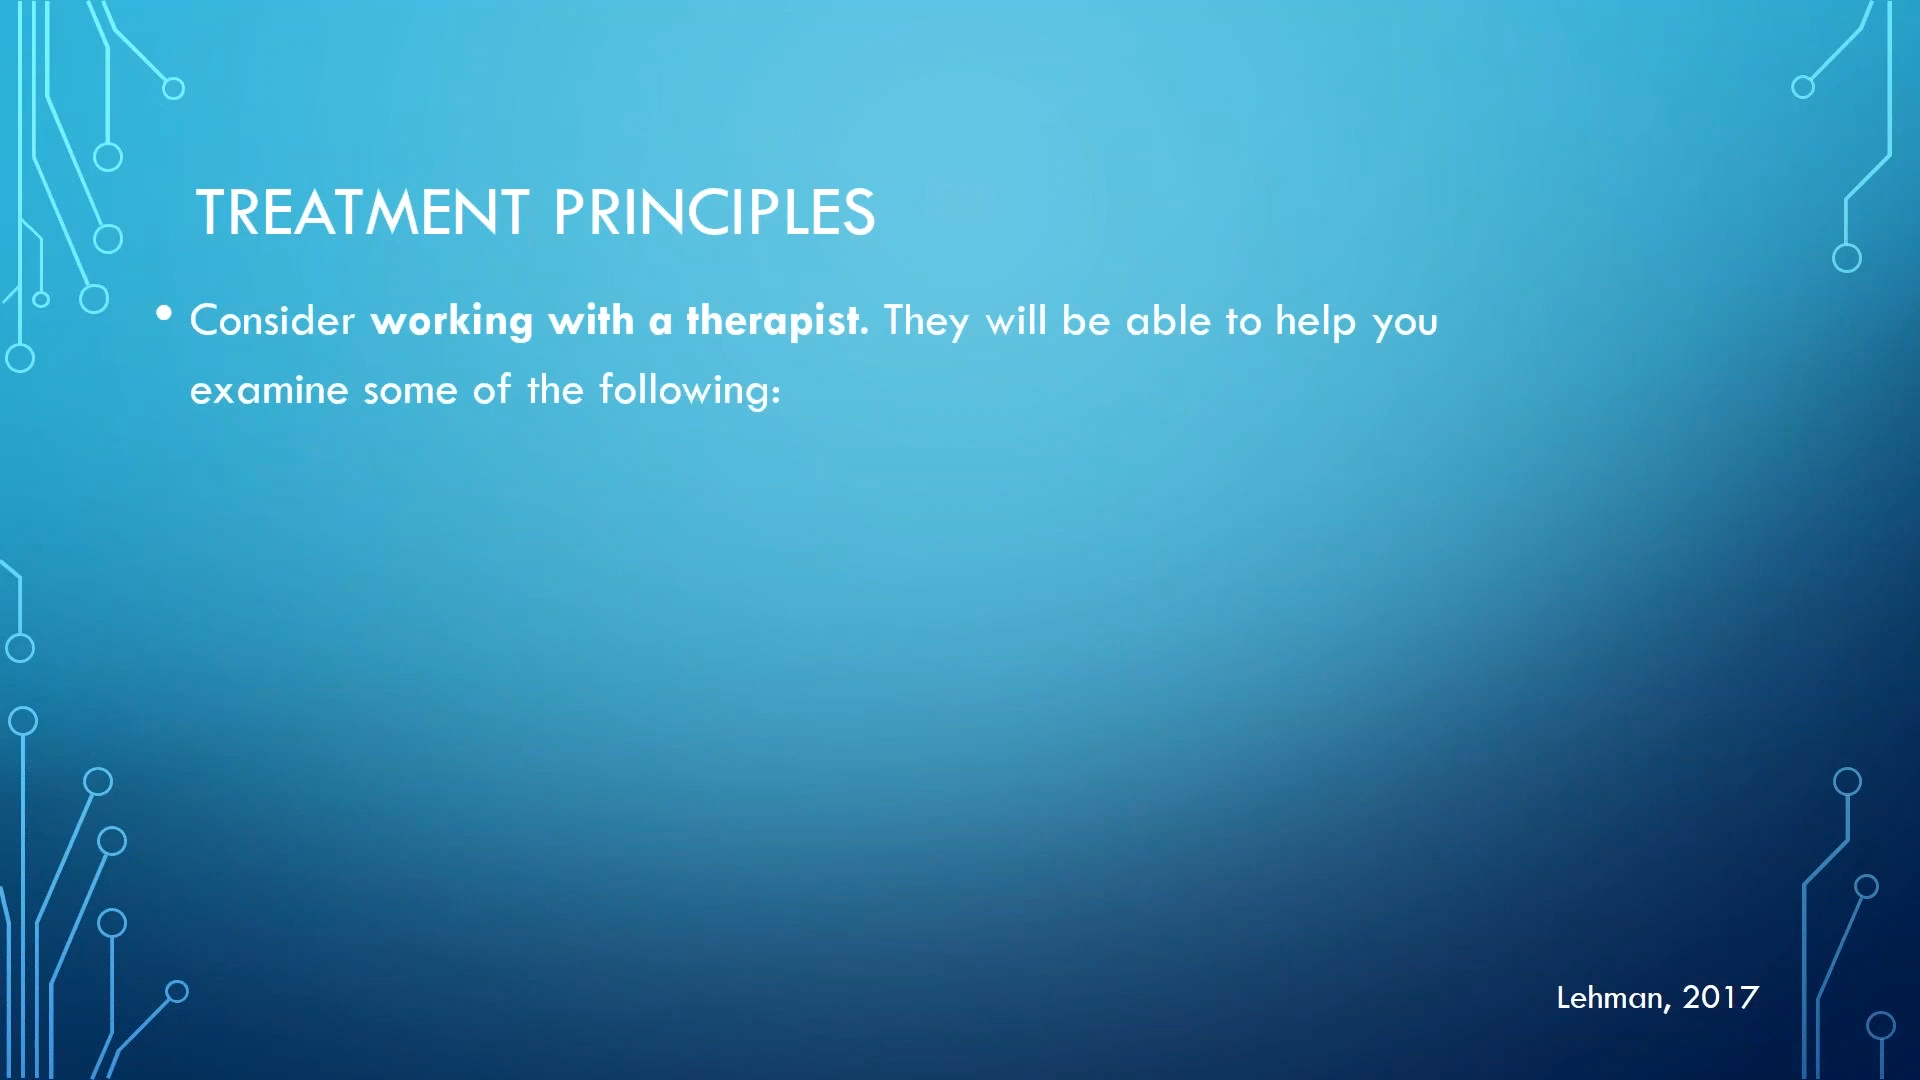 TREATMENT PRINCIPLES
• Consider working with a therapist. They will be able to help you
examine some of the following:
Lehman, 2017